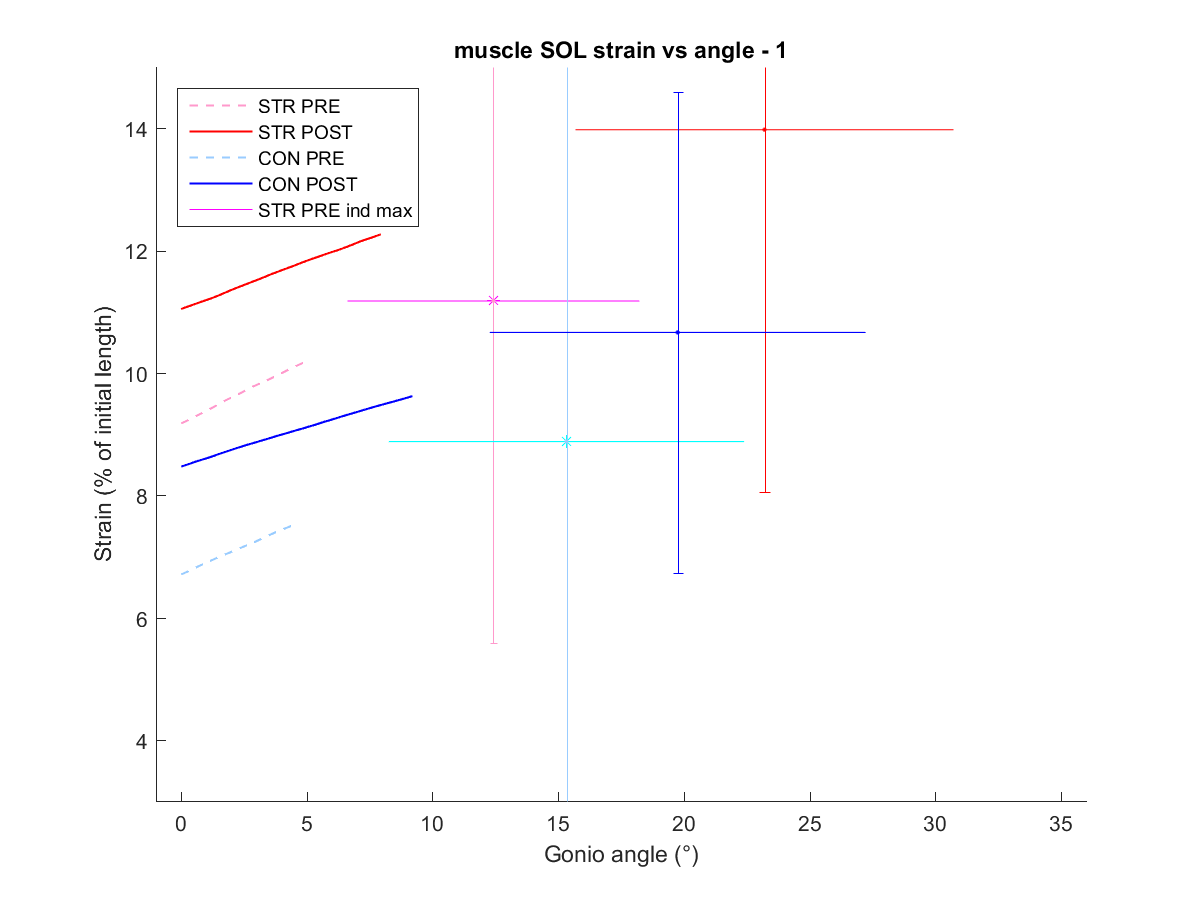 muscle SOL strain vs angle - 1
STR PRE
STR POST
CON PRE
CON POST
STR PRE ind max
14
12
10
8
6
4
Strain (% of initial length)
0 5 10 15 20 25 30 35
Gonio angle (°)